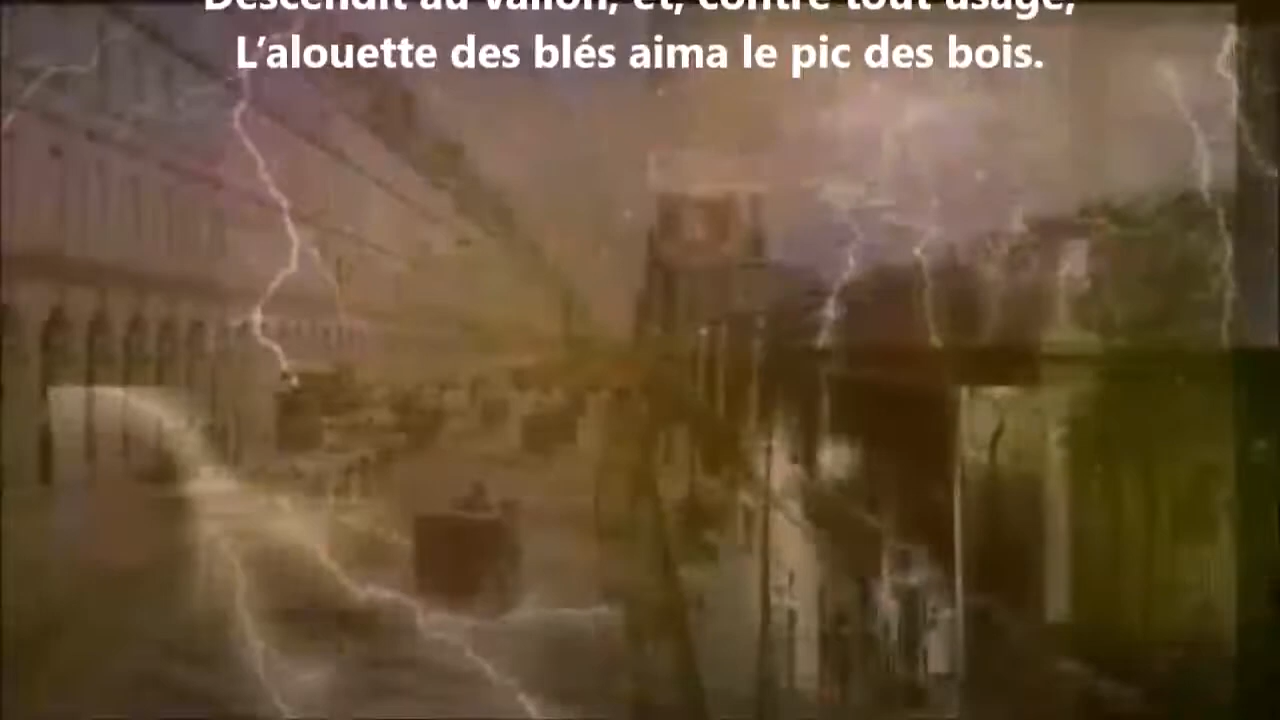 Descendit au vallon, et, contre tout usage,
L’alouette des blés aima le pic des bois.